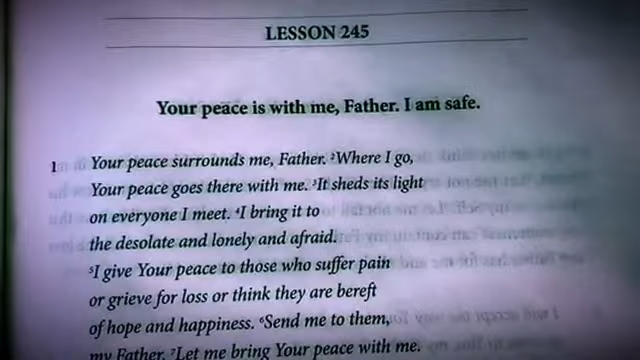 LESSON 245
Your peace is with me, Father. I am safe.
1 Your peace surrounds me, Father. ²Where I go,
Your peace goes there with me. ³It sheds its light
on everyone I meet. ⁴I bring it to
the desolate and lonely and afraid.
⁵I give Your peace to those who suffer pain
or grieve for loss or think they are bereft
of hope and happiness. ⁶Send me to them,
my Father. ⁷Let me bring Your peace with me.